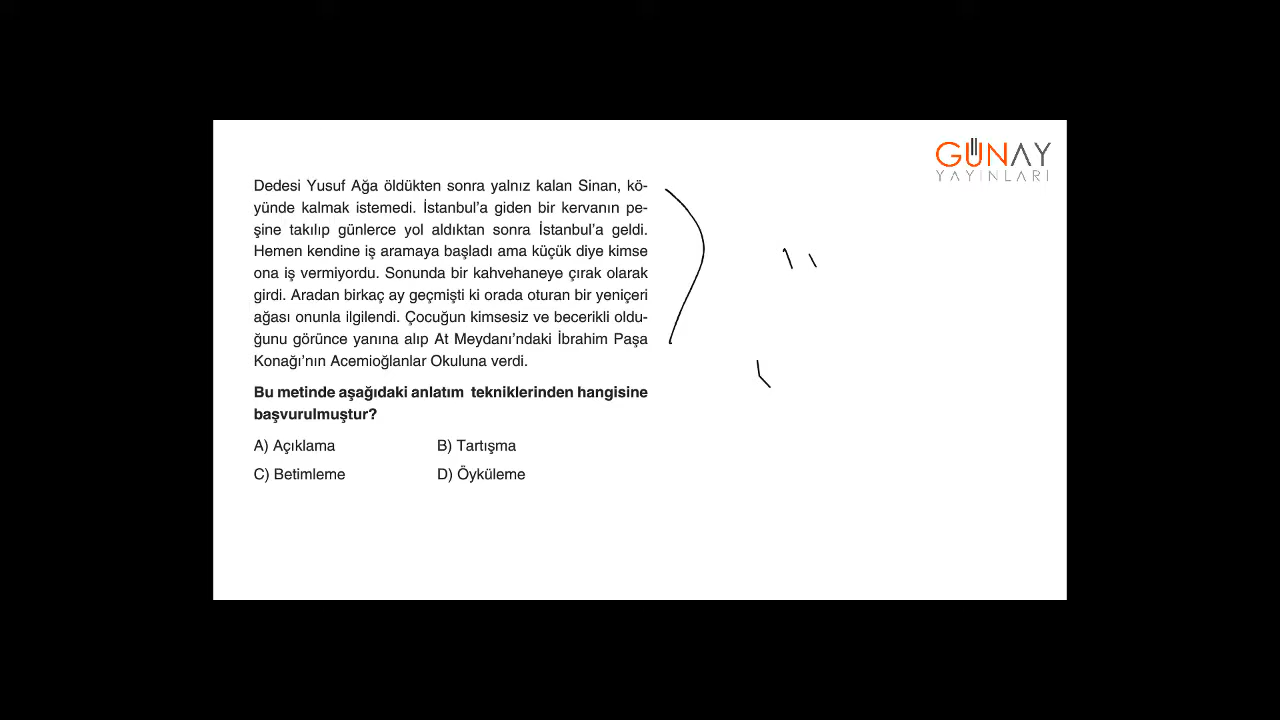 GÜNAY
YAYINLARI
Dedesi Yusuf Ağa öldükten sonra yalnız kalan Sinan, kö-
yünde kalmak istemedi. İstanbul'a giden bir kervanın pe-
şine takılıp günlerce yol aldıktan sonra İstanbul'a geldi.
Hemen kendine iş aramaya başladı ama küçük diye kimse
ona iş vermiyordu. Sonunda bir kahvehaneye çırak olarak
girdi. Aradan birkaç ay geçmişti ki orada oturan bir yeniçeri
ağası onunla ilgilendi. Çocuğun kimsesiz ve becerikli oldu-
ğunu görünce yanına alıp At Meydanı'ndaki İbrahim Paşa
Konağı'nın Acemioğlanlar Okuluna verdi.
Bu metinde aşağıdaki anlatım tekniklerinden hangisine
başvurulmuştur?
A) Açıklama B) Tartışma
C) Betimleme D) Öyküleme